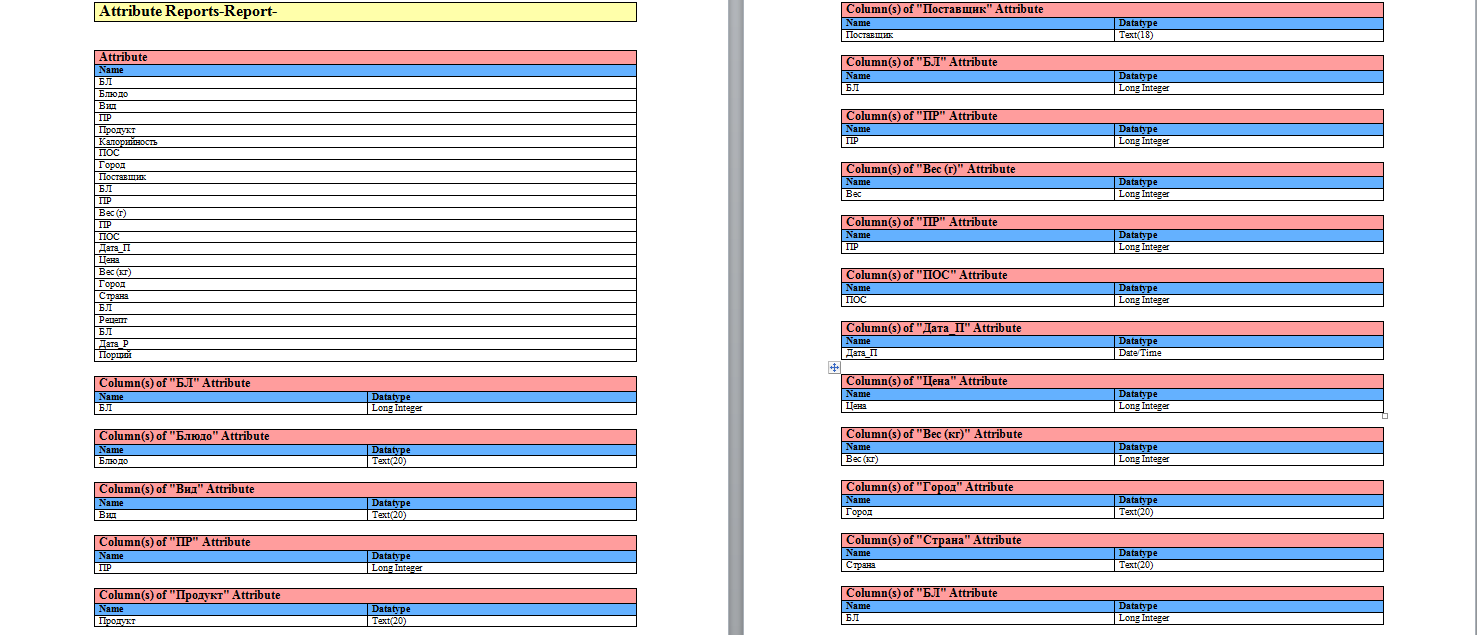 Attribute Reports-Report-
Attribute
Name
БЛ
Блюдо
Вид
ПР
Продукт
Калорийность
ПОС
Город
Поставщик
БЛ
ПР
Вес (г)
ПР
ПОС
Дата_П
Цена
Вес (кг)
Город
Страна
БЛ
Рецепт
БЛ
Дата_Р
Порций
Column(s) of "БЛ" Attribute
Name Datatype
БЛ Long Integer
Column(s) of "Блюдо" Attribute
Name Datatype
Блюдо Text(20)
Column(s) of "Вид" Attribute
Name Datatype
Вид Text(20)
Column(s) of "ПР" Attribute
Name Datatype
ПР Long Integer
Column(s) of "Продукт" Attribute
Name Datatype
Продукт Text(20)
Column(s) of "Поставщик" Attribute
Name Datatype
Поставщик Text(18)
Column(s) of "БЛ" Attribute
Name Datatype
БЛ Long Integer
Column(s) of "ПР" Attribute
Name Datatype
ПР Long Integer
Column(s) of "Вес (г)" Attribute
Name Datatype
Вес Long Integer
Column(s) of "ПР" Attribute
Name Datatype
ПР Long Integer
Column(s) of "ПОС" Attribute
Name Datatype
ПОС Long Integer
Column(s) of "Дата_П" Attribute
Name Datatype
Дата_П Date/Time
Column(s) of "Цена" Attribute
Name Datatype
Цена Long Integer
Column(s) of "Вес (кг)" Attribute
Name Datatype
Вес (кг) Long Integer
Column(s) of "Город" Attribute
Name Datatype
Город Text(20)
Column(s) of "Страна" Attribute
Name Datatype
Страна Text(20)
Column(s) of "БЛ" Attribute
Name Datatype
БЛ Long Integer